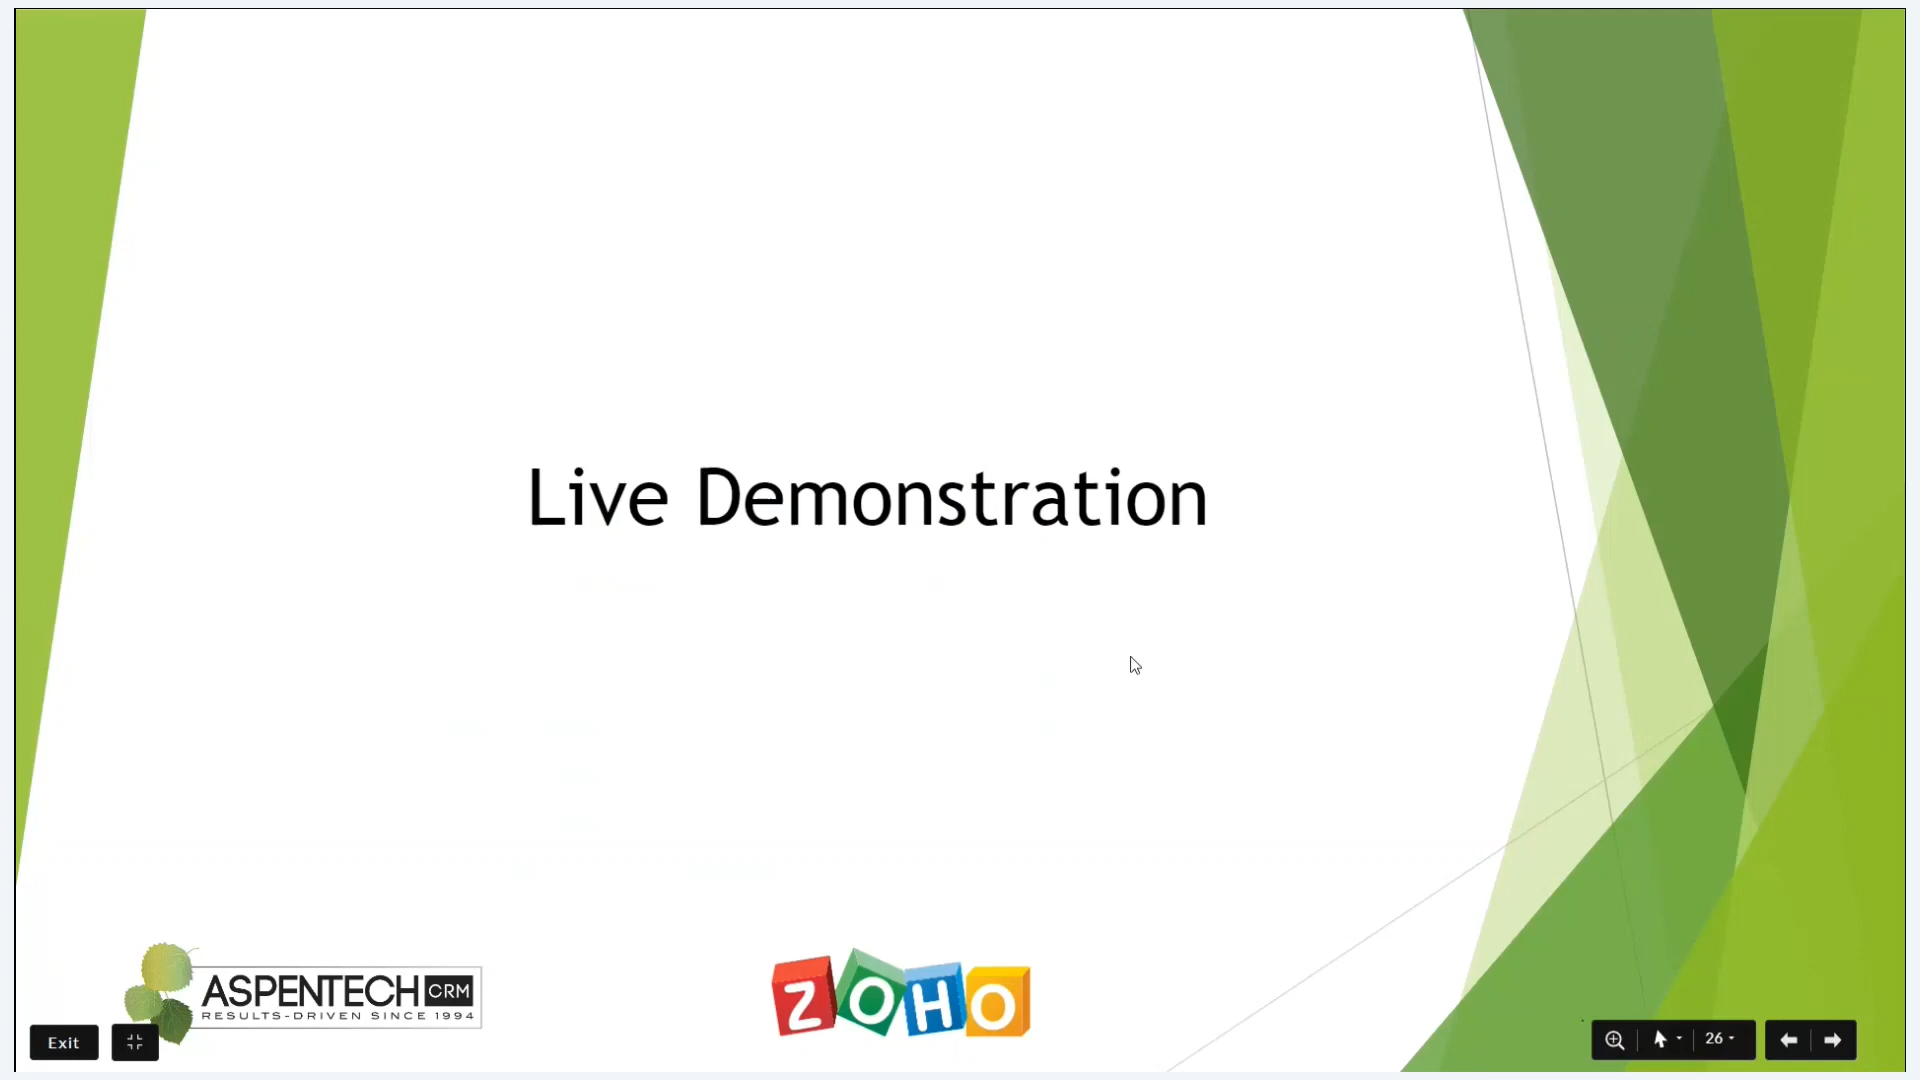 Live Demonstration
ASPENTECH CRM
RESULTS-DRIVEN SINCE 1994
ZOHO
Exit
26